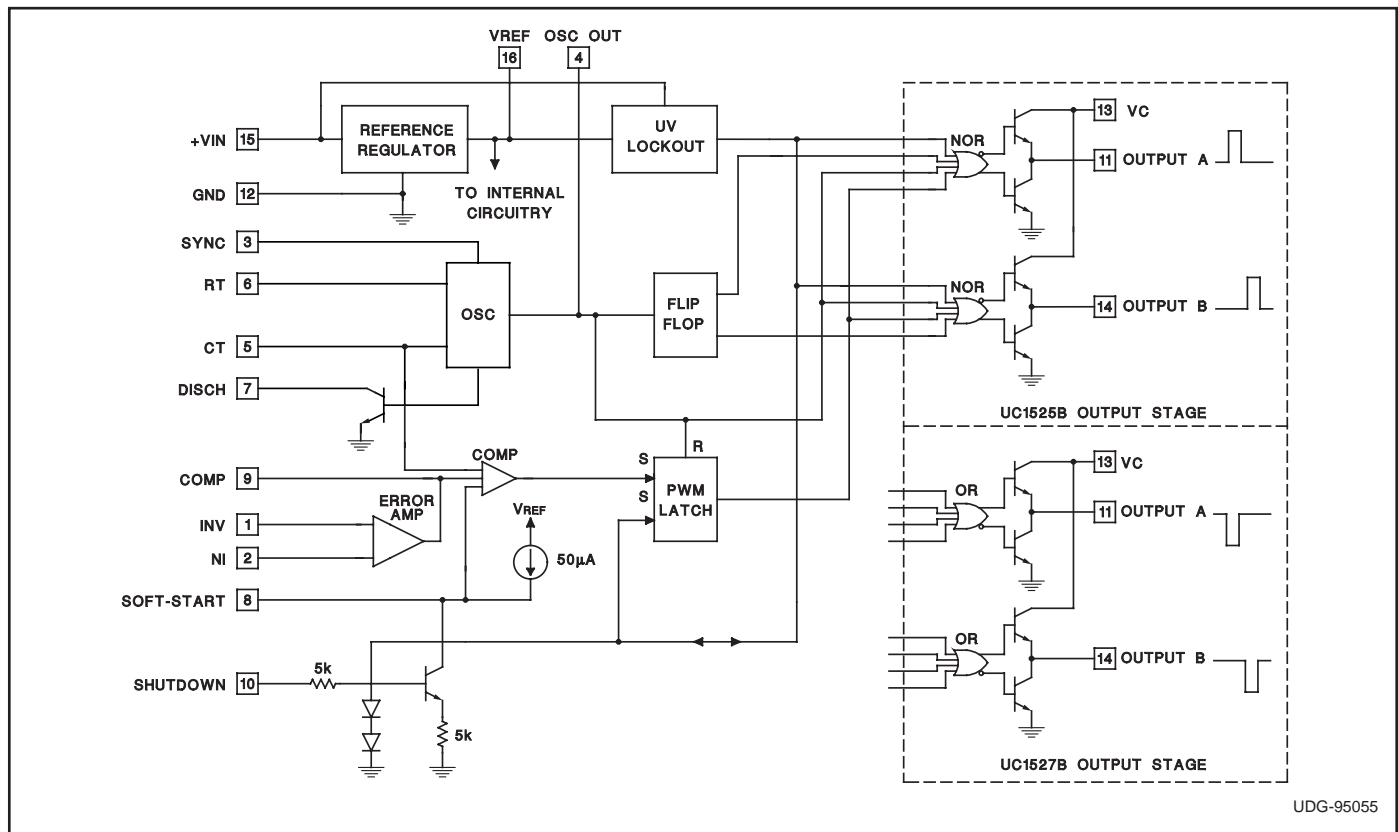 VREF OSC OUT
16 4
+VIN 15
REFERENCE
REGULATOR
UV
LOCKOUT
TO INTERNAL
CIRCUITRY
GND 12
SYNC 3
RT 6
OSC
CT 5
DISCH 7
FLIP
FLOP
COMP 9
COMP
S
S
R
PWM
LATCH
INV 1
NI 2
ERROR
AMP
VREF
50µA
SOFT-START 8
SHUTDOWN 10
5k
5k
NOR
13 VC
11 OUTPUT A
NOR
14 OUTPUT B
UC1525B OUTPUT STAGE
OR
13 VC
11 OUTPUT A
OR
14 OUTPUT B
UC1527B OUTPUT STAGE
UDG-95055